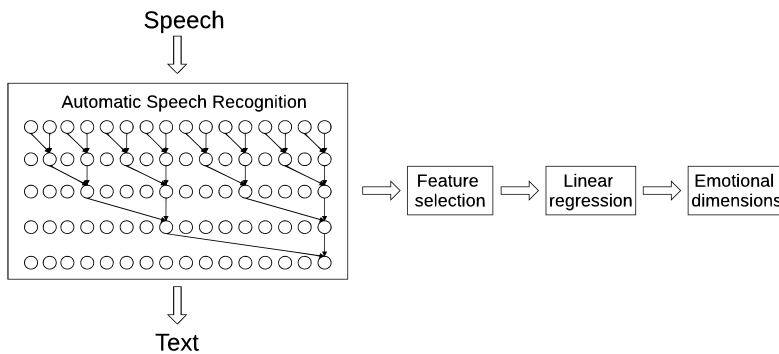 Speech
Automatic Speech Recognition
Feature
selection
Linear
regression
Emotional
dimensions
Text